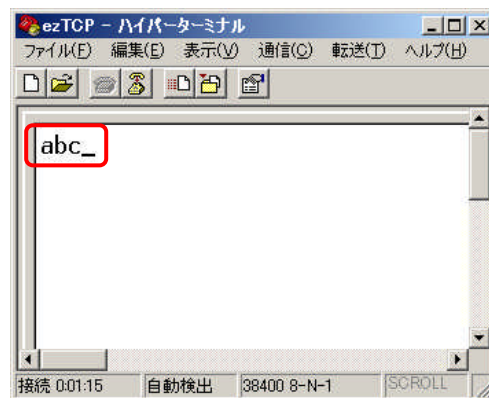 ezTCP - ハイパーターミナル
ファイル(F) 編集(E) 表示(V) 通信(C) 転送(T) ヘルプ(H)
abc_
接続 0:01:15 自動検出 38400 8-N-1 SCROLL